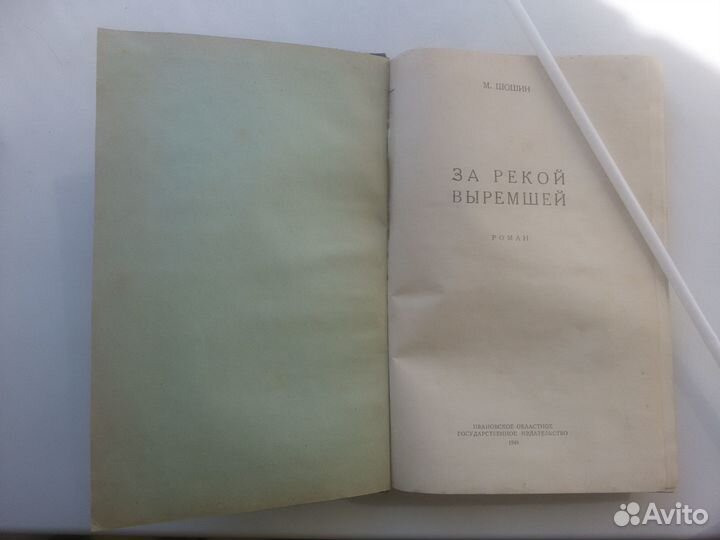 М. ШОШИН
ЗА РЕКОЙ
ВЫРЕМШЕЙ
РОМАН
ИВАНОВСКОЕ ОБЛАСТНОЕ
ГОСУДАРСТВЕННОЕ ИЗДАТЕЛЬСТВО
Avito